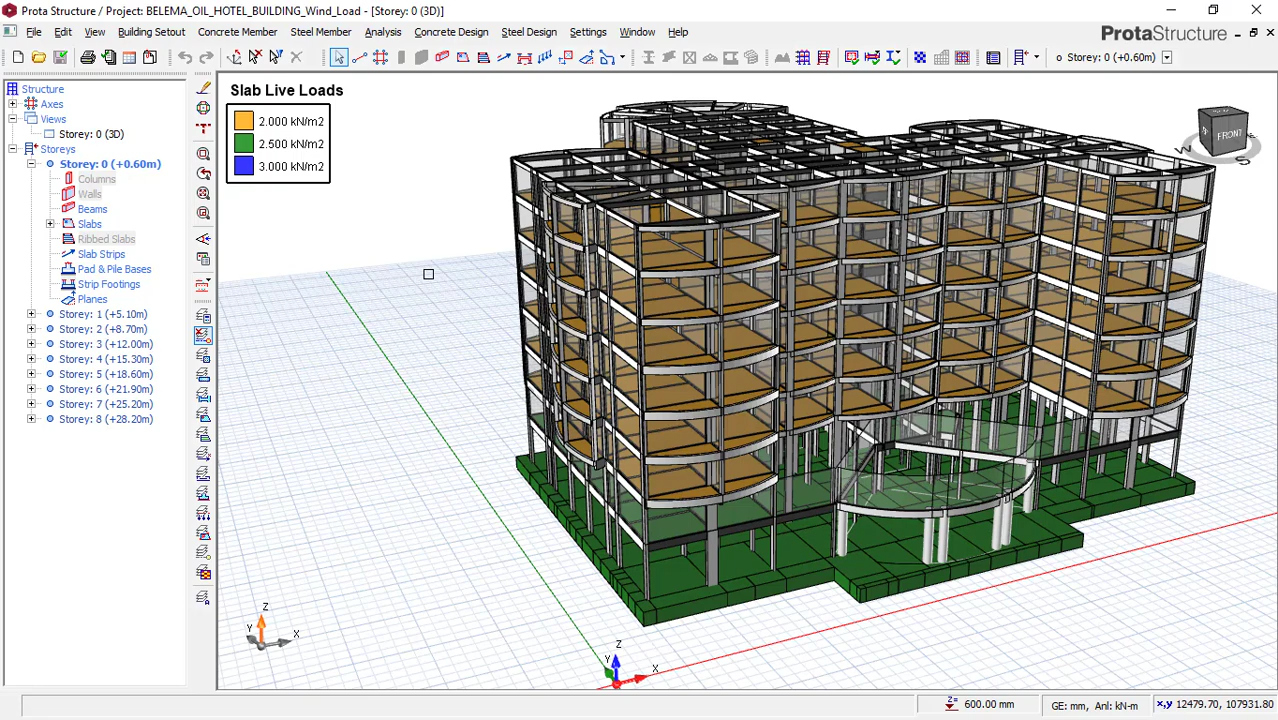 Prota Structure / Project: BELEMA_OIL_HOTEL_BUILDING_Wind_Load - [Storey: 0 (3D)]
File Edit View Building Setout Concrete Member Steel Member Analysis Concrete Design Steel Design Settings Window Help
ProtaStructure
Storey: 0 (+0.60m)
Structure
Axes
Views
Storey: 0 (3D)
Storeys
Storey: 0 (+0.60m)
Columns
Walls
Beams
Slabs
Ribbed Slabs
Slab Strips
Pad & Pile Bases
Strip Footings
Planes
Storey: 1 (+5.10m)
Storey: 2 (+8.70m)
Storey: 3 (+12.00m)
Storey: 4 (+15.30m)
Storey: 5 (+18.60m)
Storey: 6 (+21.90m)
Storey: 7 (+25.20m)
Storey: 8 (+28.20m)
Slab Live Loads
2.000 kN/m2
2.500 kN/m2
3.000 kN/m2
FRONT
W
S
Z
Y
X
Z
Y
X
Z=
600.00 mm
GE: mm, Anl: kN-m
x,y 12479.70, 107931.80